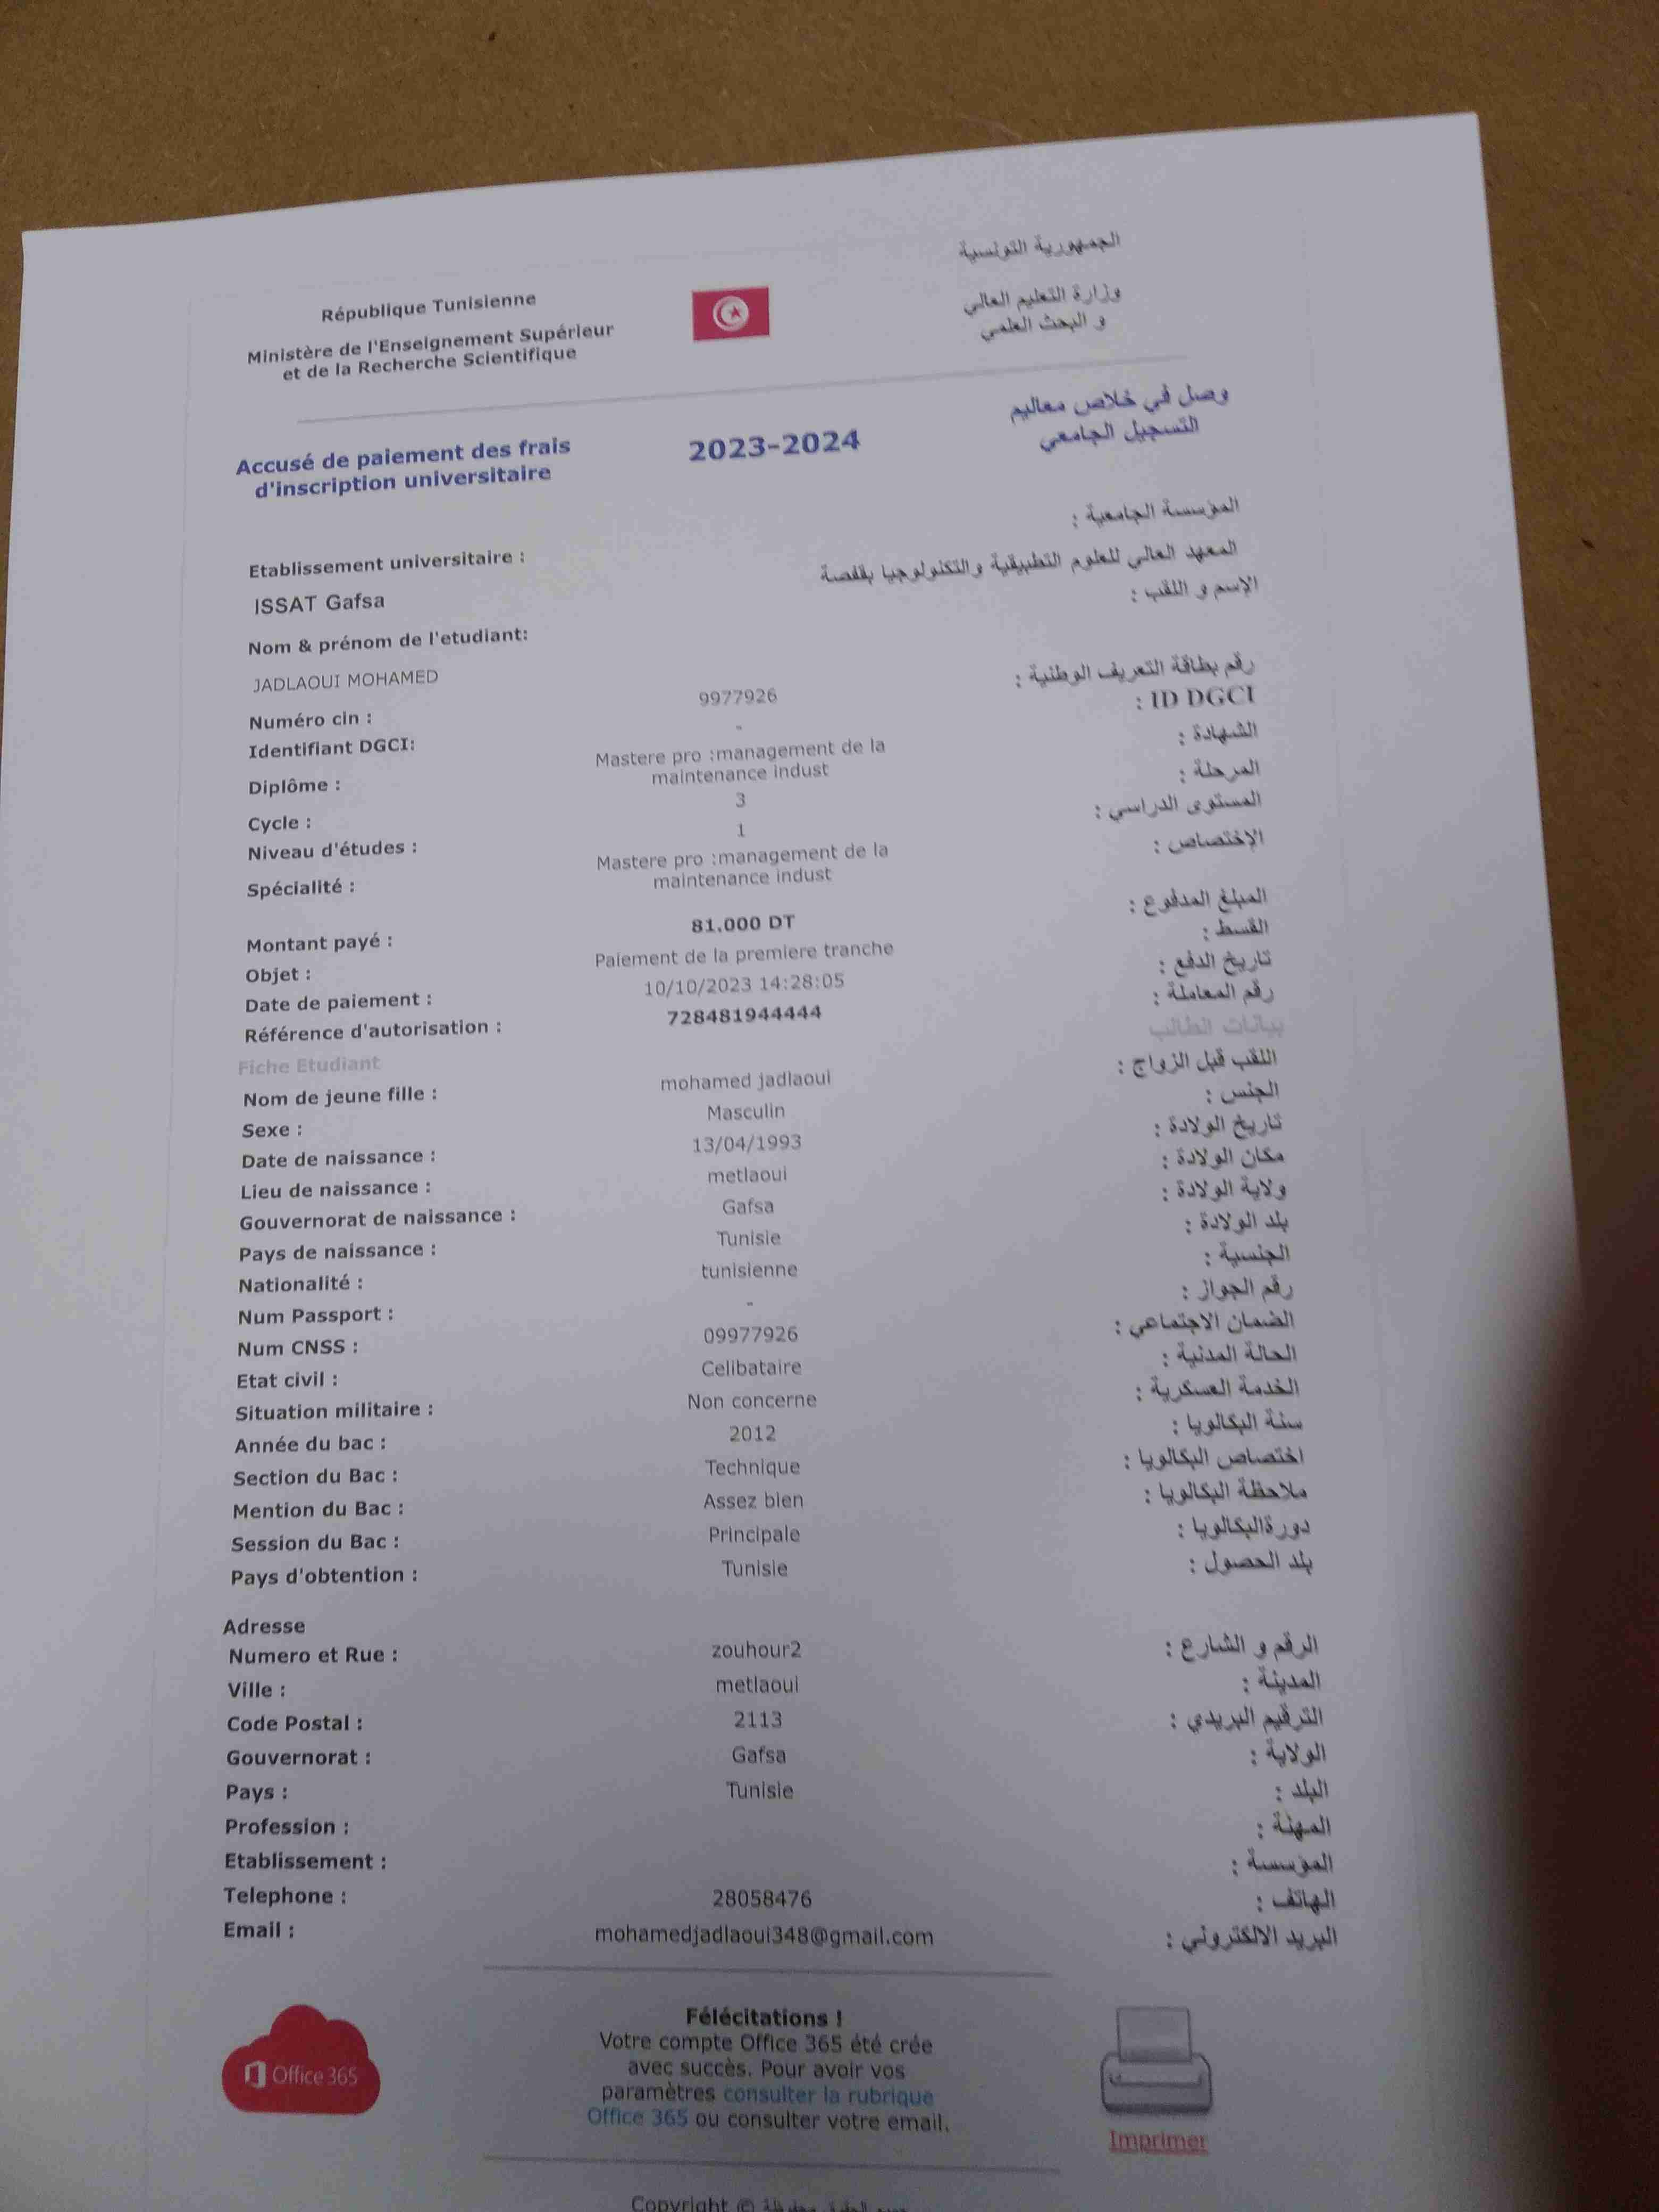 الجمهورية التونسية
وزارة التعليم العالي
و البحث العلمي
République Tunisienne
Ministère de l'Enseignement Supérieur
et de la Recherche Scientifique
وصل في خلاص معاليم
التسجيل الجامعي
2023-2024
Accusé de paiement des frais
d'inscription universitaire
المؤسسة الجامعية :
Etablissement universitaire :
المعهد العالي للعلوم التطبيقية والتكنولوجيا بقفصة
ISSAT Gafsa
الإسم و اللقب :
Nom & prénom de l'etudiant:
JADLAOUI MOHAMED
Numéro cin : 9977926 رقم بطاقة التعريف الوطنية :
Identifiant DGCI: - ID DGCI :
Diplôme : Mastere pro :management de la الشهادة :
maintenance indust
Cycle : 3 المرحلة :
Niveau d'études : 1 المستوى الدراسي :
Spécialité : Mastere pro :management de la الإختصاص :
maintenance indust
Montant payé : 81.000 DT المبلغ المدفوع :
Objet : Paiement de la premiere tranche القسط :
Date de paiement : 10/10/2023 14:28:05 تاريخ الدفع :
Référence d'autorisation : 728481944444 رقم المعاملة :
Fiche Etudiant بيانات الطالب
Nom de jeune fille : mohamed jadlaoui اللقب قبل الزواج :
Sexe : Masculin الجنس :
Date de naissance : 13/04/1993 تاريخ الولادة :
Lieu de naissance : metlaoui مكان الولادة :
Gouvernorat de naissance : Gafsa ولاية الولادة :
Pays de naissance : Tunisie بلد الولادة :
Nationalité : tunisienne الجنسية :
Num Passport : - رقم الجواز :
Num CNSS : 09977926 الضمان الاجتماعي :
Etat civil : Celibataire الحالة المدنية :
Situation militaire : Non concerne الخدمة العسكرية :
Année du bac : 2012 سنة البكالوريا :
Section du Bac : Technique اختصاص البكالوريا :
Mention du Bac : Assez bien ملاحظة البكالوريا :
Session du Bac : Principale دورةالبكالوريا :
Pays d'obtention : Tunisie بلد الحصول :
Adresse
Numero et Rue : zouhour2 الرقم و الشارع :
Ville : metlaoui المدينة :
Code Postal : 2113 الترقيم البريدي :
Gouvernorat : Gafsa الولاية :
Pays : Tunisie البلد :
Profession : المهنة :
Etablissement : المؤسسة :
Telephone : 28058476 الهاتف :
Email : mohamedjadlaoui348@gmail.com البريد الالكتروني :
Office 365
Félécitations !
Votre compte Office 365 été crée
avec succès. Pour avoir vos
paramètres consulter la rubrique
Office 365 ou consulter votre email.
Imprimer
Copyright © جميع الحقوق محفوظة